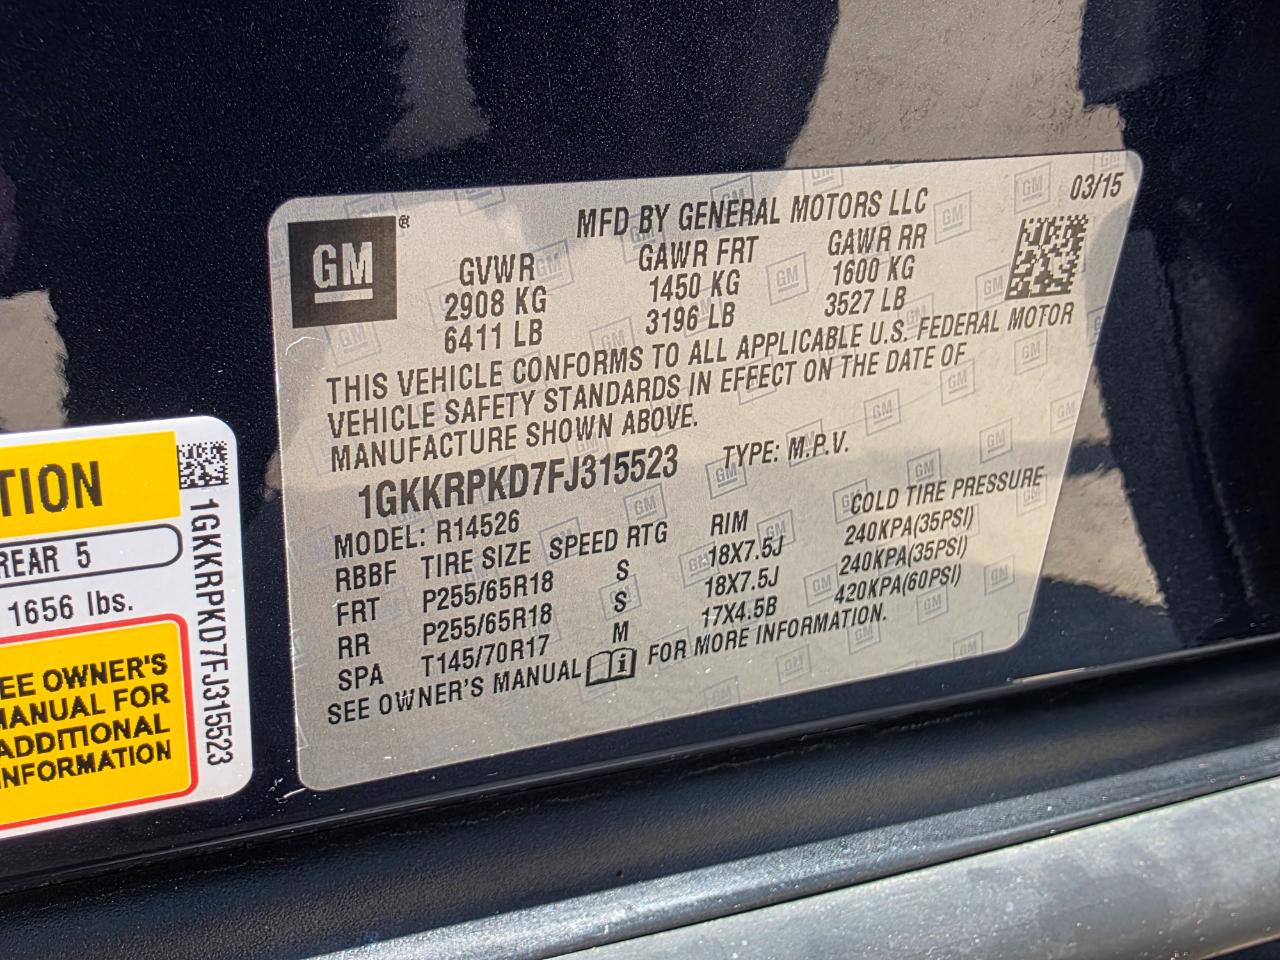 GM ®
MFD BY GENERAL MOTORS LLC
03/15
GVWR GAWR FRT GAWR RR
2908 KG 1450 KG 1600 KG
6411 LB 3196 LB 3527 LB
THIS VEHICLE CONFORMS TO ALL APPLICABLE U.S. FEDERAL MOTOR
VEHICLE SAFETY STANDARDS IN EFFECT ON THE DATE OF
MANUFACTURE SHOWN ABOVE.
1GKKRPKD7FJ315523 TYPE: M.P.V.
MODEL: R14526
RBBF TIRE SIZE SPEED RTG RIM COLD TIRE PRESSURE
FRT P255/65R18 S 18X7.5J 240KPA(35PSI)
RR P255/65R18 S 18X7.5J 240KPA(35PSI)
SPA T145/70R17 M 17X4.5B 420KPA(60PSI)
SEE OWNER'S MANUAL i FOR MORE INFORMATION.
TION
REAR 5
1656 lbs.
SEE OWNER'S
MANUAL FOR
ADDITIONAL
INFORMATION
1GKKRPKD7FJ315523